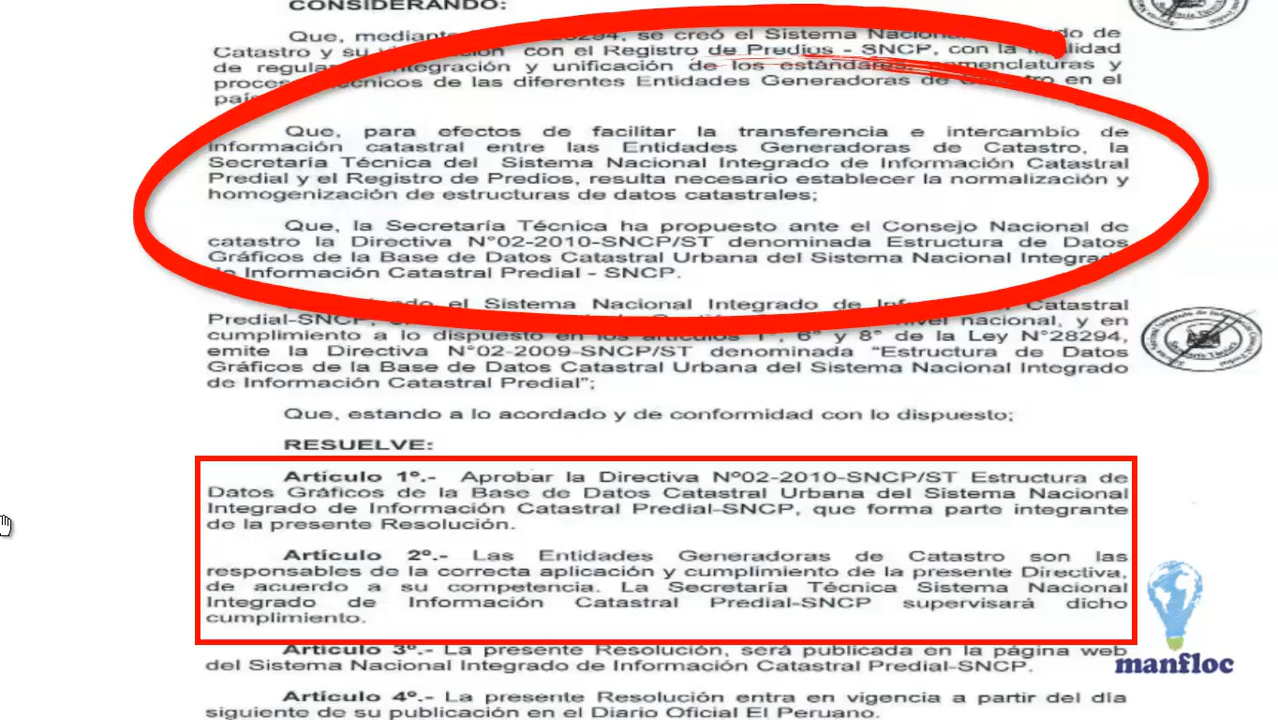 CONSIDERANDO:
Que, mediante 28294, se creó el Sistema de
Catastro y su con el Registro de Predios - SNCP, con la
de integración y unificación de los estándares, nomenclaturas y
de las diferentes Entidades Generadoras de en el
Que, para efectos de facilitar la transferencia e intercambio de
información catastral entre las Entidades Generadoras de Catastro, la
Secretaría Técnica del Sistema Nacional Integrado de Información Catastral
Predial y el Registro de Predios, resulta necesario establecer la normalización y
homogenización de estructuras de datos catastrales;
Que, la Secretaría Técnica ha propuesto ante el Consejo Nacional de
catastro la Directiva N°02-2010-SNCP/ST denominada Estructura de Datos
Gráficos de la Base de Datos Catastral Urbana del Sistema Nacional Integrado
de Información Catastral Predial - SNCP.
el Sistema Nacional Integrado de Catastral
Predial-SNCP, nivel nacional, y en
cumplimiento a lo dispuesto en los artículos 1°, 6° y 8° de la Ley N°28294,
emite la Directiva N°02-2009-SNCP/ST denominada “Estructura de Datos
Gráficos de la Base de Datos Catastral Urbana del Sistema Nacional Integrado
de Información Catastral Predial”;
Que, estando a lo acordado y de conformidad con lo dispuesto;
RESUELVE:
Artículo 1º.- Aprobar la Directiva Nº02-2010-SNCP/ST Estructura de
Datos Gráficos de la Base de Datos Catastral Urbana del Sistema Nacional
Integrado de Información Catastral Predial-SNCP, que forma parte integrante
de la presente Resolución.
Artículo 2º.- Las Entidades Generadoras de Catastro son las
responsables de la correcta aplicación y cumplimiento de la presente Directiva,
de acuerdo a su competencia. La Secretaría Técnica Sistema Nacional
Integrado de Información Catastral Predial-SNCP supervisará dicho
cumplimiento.
Artículo 3º.- La presente Resolución, será publicada en la página web
del Sistema Nacional Integrado de Información Catastral Predial-SNCP.
manfloc
Artículo 4º.- La presente Resolución entra en vigencia a partir del día
siguiente de su publicación en el Diario Oficial El Peruano.